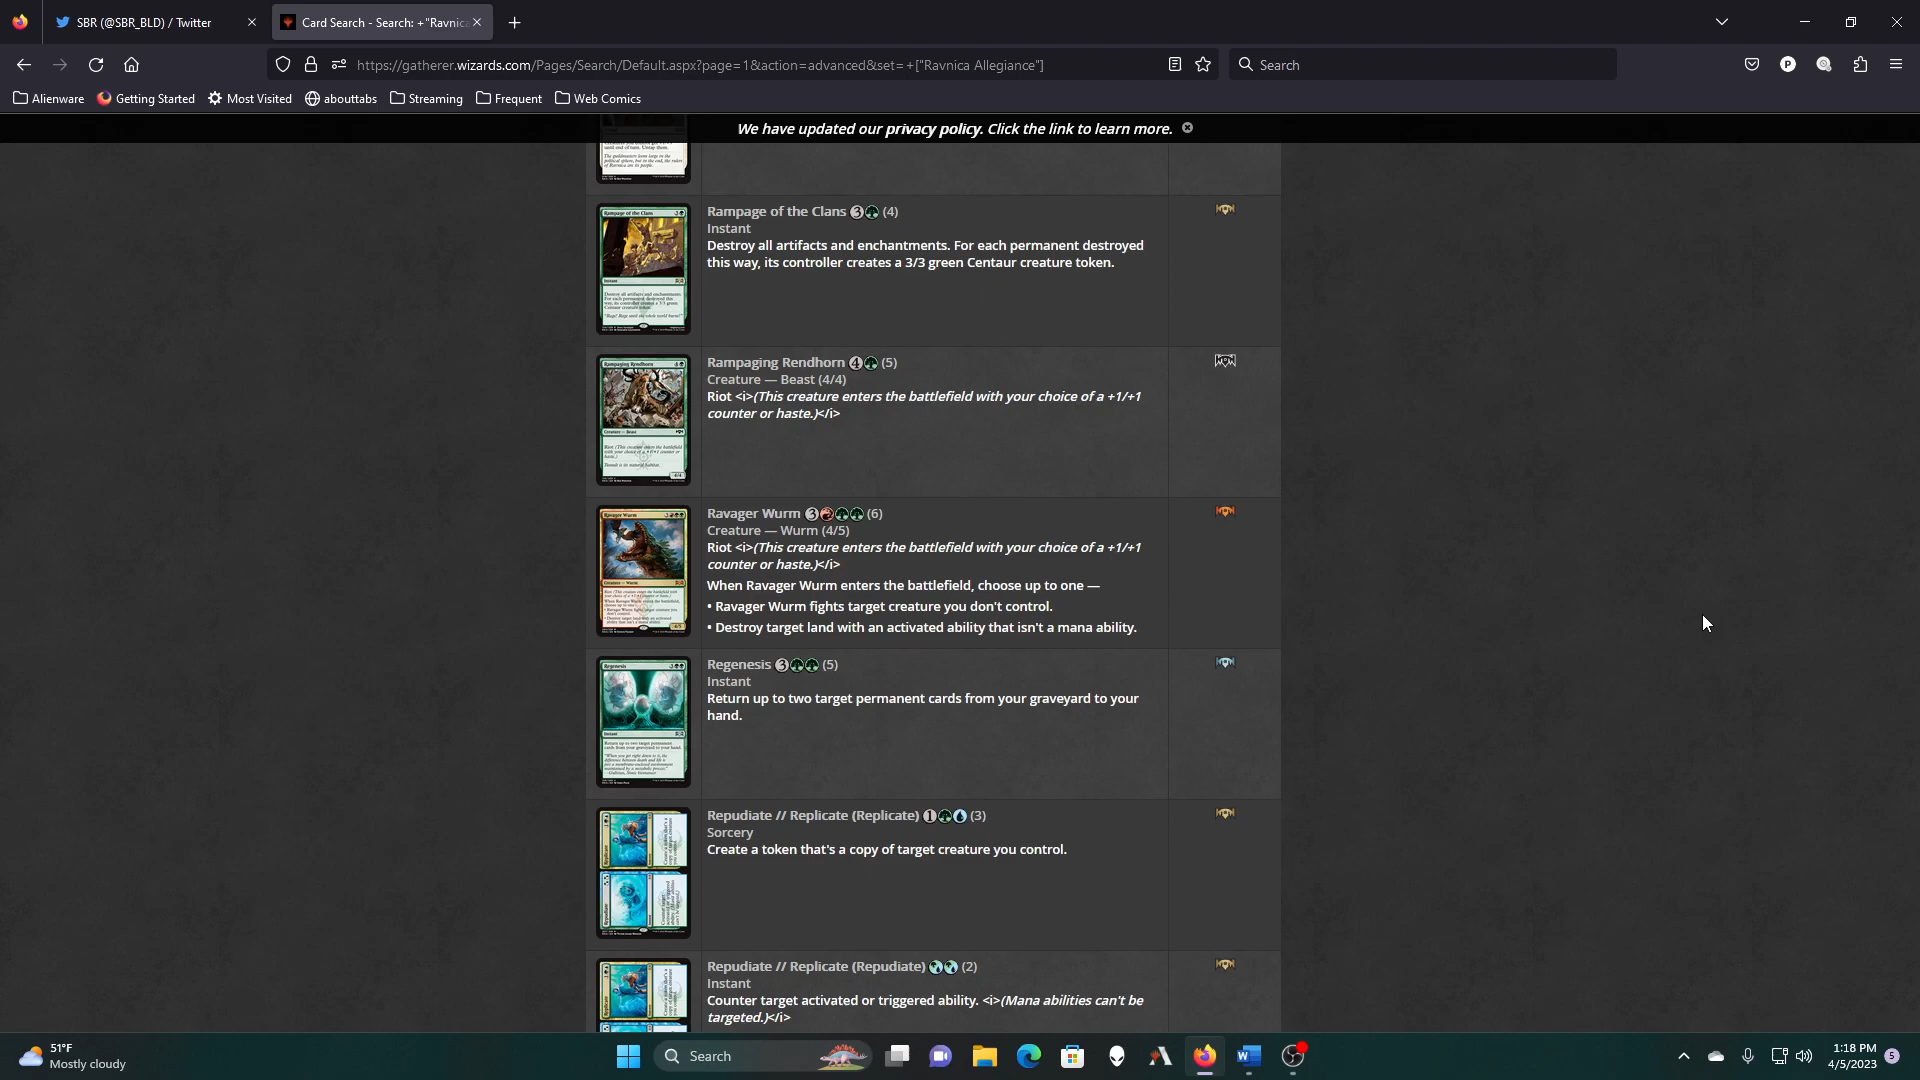 SBR (@SBR_BLD) / Twitter
Card Search - Search: +"Ravnica
https://gatherer.wizards.com/Pages/Search/Default.aspx?page=1&action=advanced&set=+["Ravnica Allegiance"]
Search
Alienware
Getting Started
Most Visited
abouttabs
Streaming
Frequent
Web Comics
We have updated our privacy policy. Click the link to learn more.
Rampage of the Clans 3 (4)
Instant
Destroy all artifacts and enchantments. For each permanent destroyed
this way, its controller creates a 3/3 green Centaur creature token.
Rampaging Rendhorn 4 (5)
Creature — Beast (4/4)
Riot <i>(This creature enters the battlefield with your choice of a +1/+1
counter or haste.)</i>
Ravager Wurm 3 (6)
Creature — Wurm (4/5)
Riot <i>(This creature enters the battlefield with your choice of a +1/+1
counter or haste.)</i>
When Ravager Wurm enters the battlefield, choose up to one —
• Ravager Wurm fights target creature you don't control.
• Destroy target land with an activated ability that isn't a mana ability.
Regenesis 3 (5)
Instant
Return up to two target permanent cards from your graveyard to your
hand.
Repudiate // Replicate (Replicate) 1 (3)
Sorcery
Create a token that's a copy of target creature you control.
Repudiate // Replicate (Repudiate) (2)
Instant
Counter target activated or triggered ability. <i>(Mana abilities can't be
targeted.)</i>
51°F
Mostly cloudy
Search
1:18 PM
4/5/2023
5